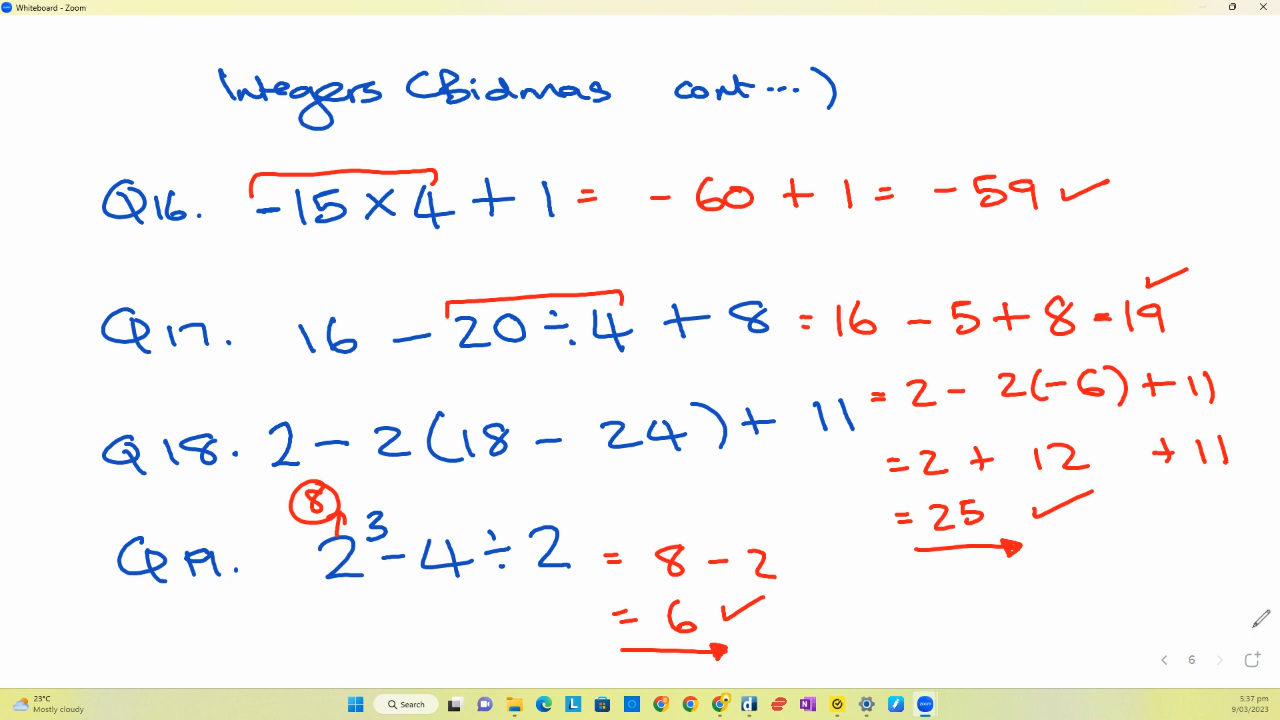 Whiteboard - Zoom
Integers (Bidmas cont...)
Q16. -15 × 4 + 1 = -60 + 1 = -59 ✓
Q17. 16 - 20 ÷ 4 + 8 = 16 - 5 + 8 = 19 ✓
Q18. 2 - 2(18 - 24) + 11
= 2 - 2(-6) + 11
= 2 + 12 + 11
= 25 ✓
8
Q19. 2³ - 4 ÷ 2 = 8 - 2
= 6 ✓
< 6 >
23°C
Mostly cloudy
Search
5:37 pm
9/03/2023